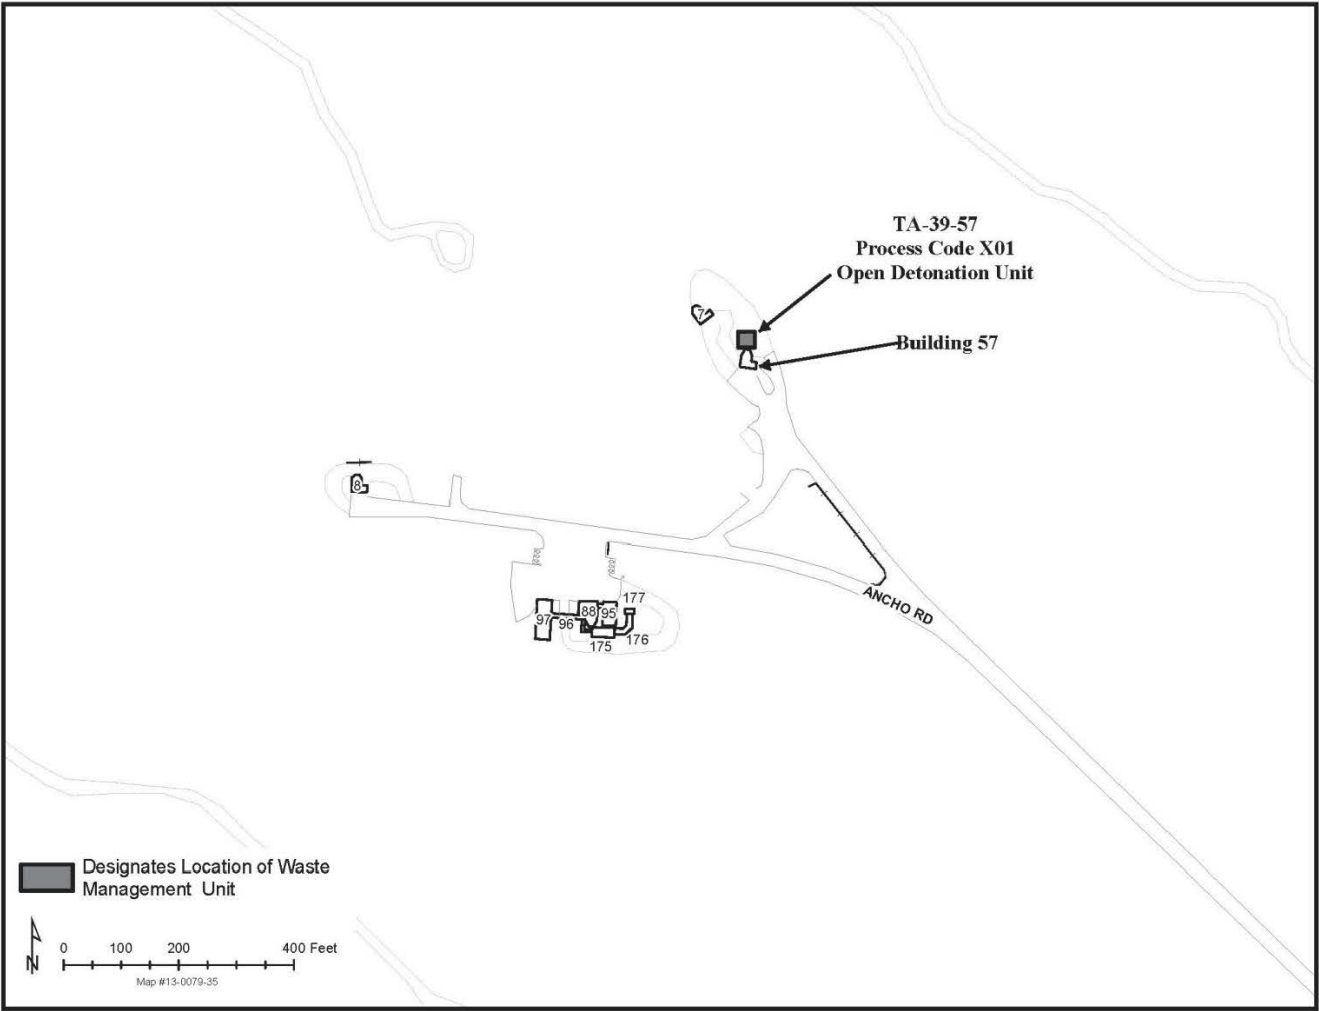 TA-39-57
Process Code X01
Open Detonation Unit
7
Building 57
8
ANCHO RD
177
97
96
88
95
176
175
Designates Location of Waste
Management Unit
N
0 100 200 400 Feet
Map #13-0079-35